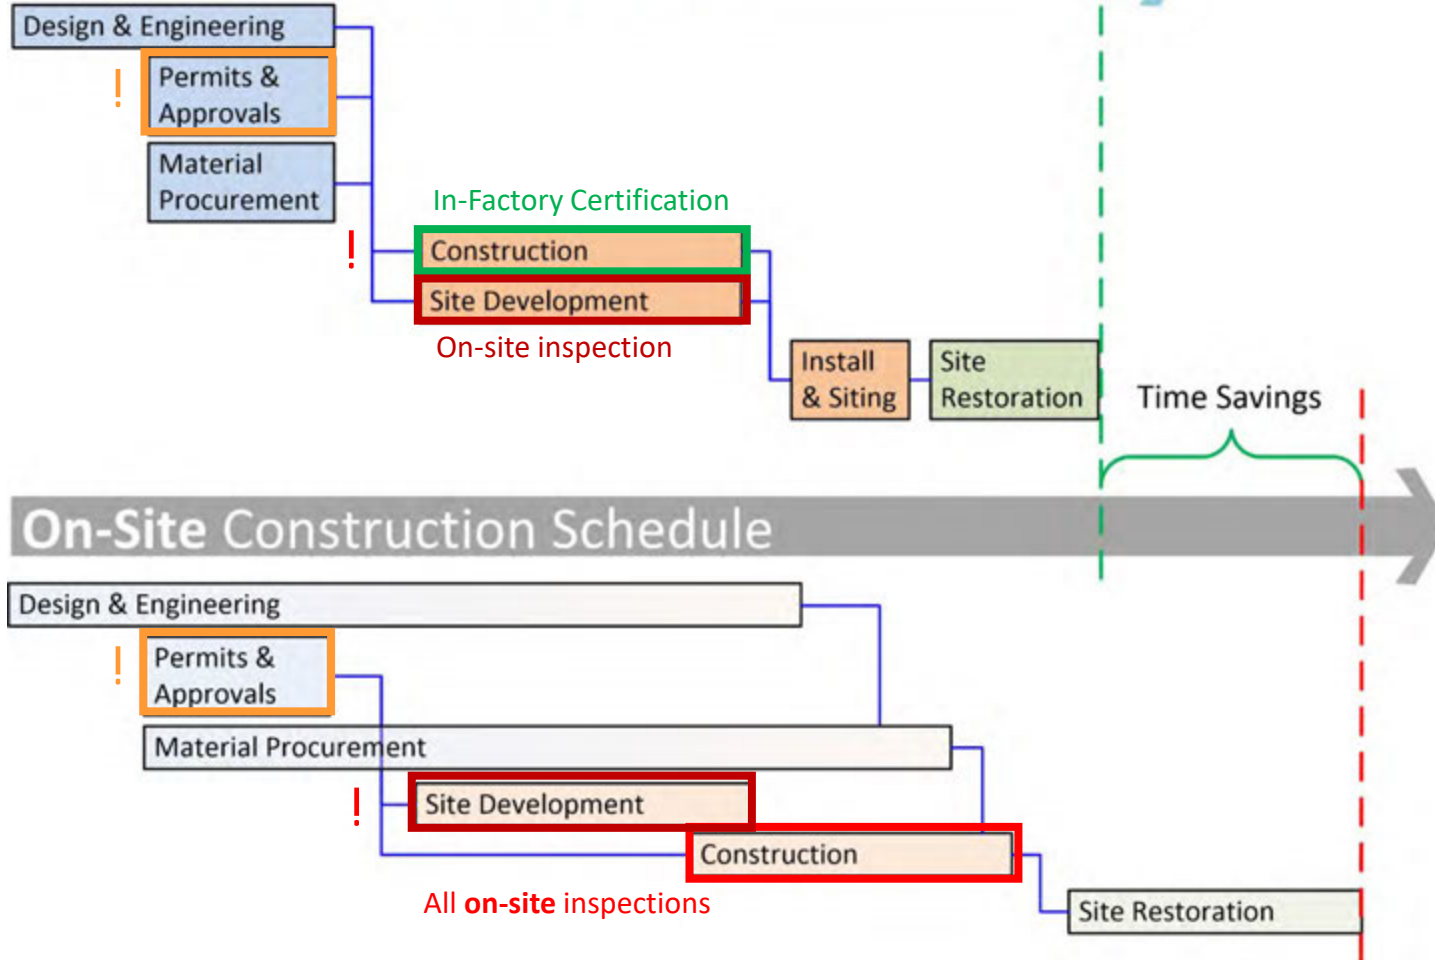 Design & Engineering
!
Permits &
Approvals
Material
Procurement
In-Factory Certification
!
Construction
Site Development
On-site inspection
Install
& Siting
Site
Restoration
Time Savings
On-Site Construction Schedule
Design & Engineering
!
Permits &
Approvals
Material Procurement
!
Site Development
Construction
All on-site inspections
Site Restoration